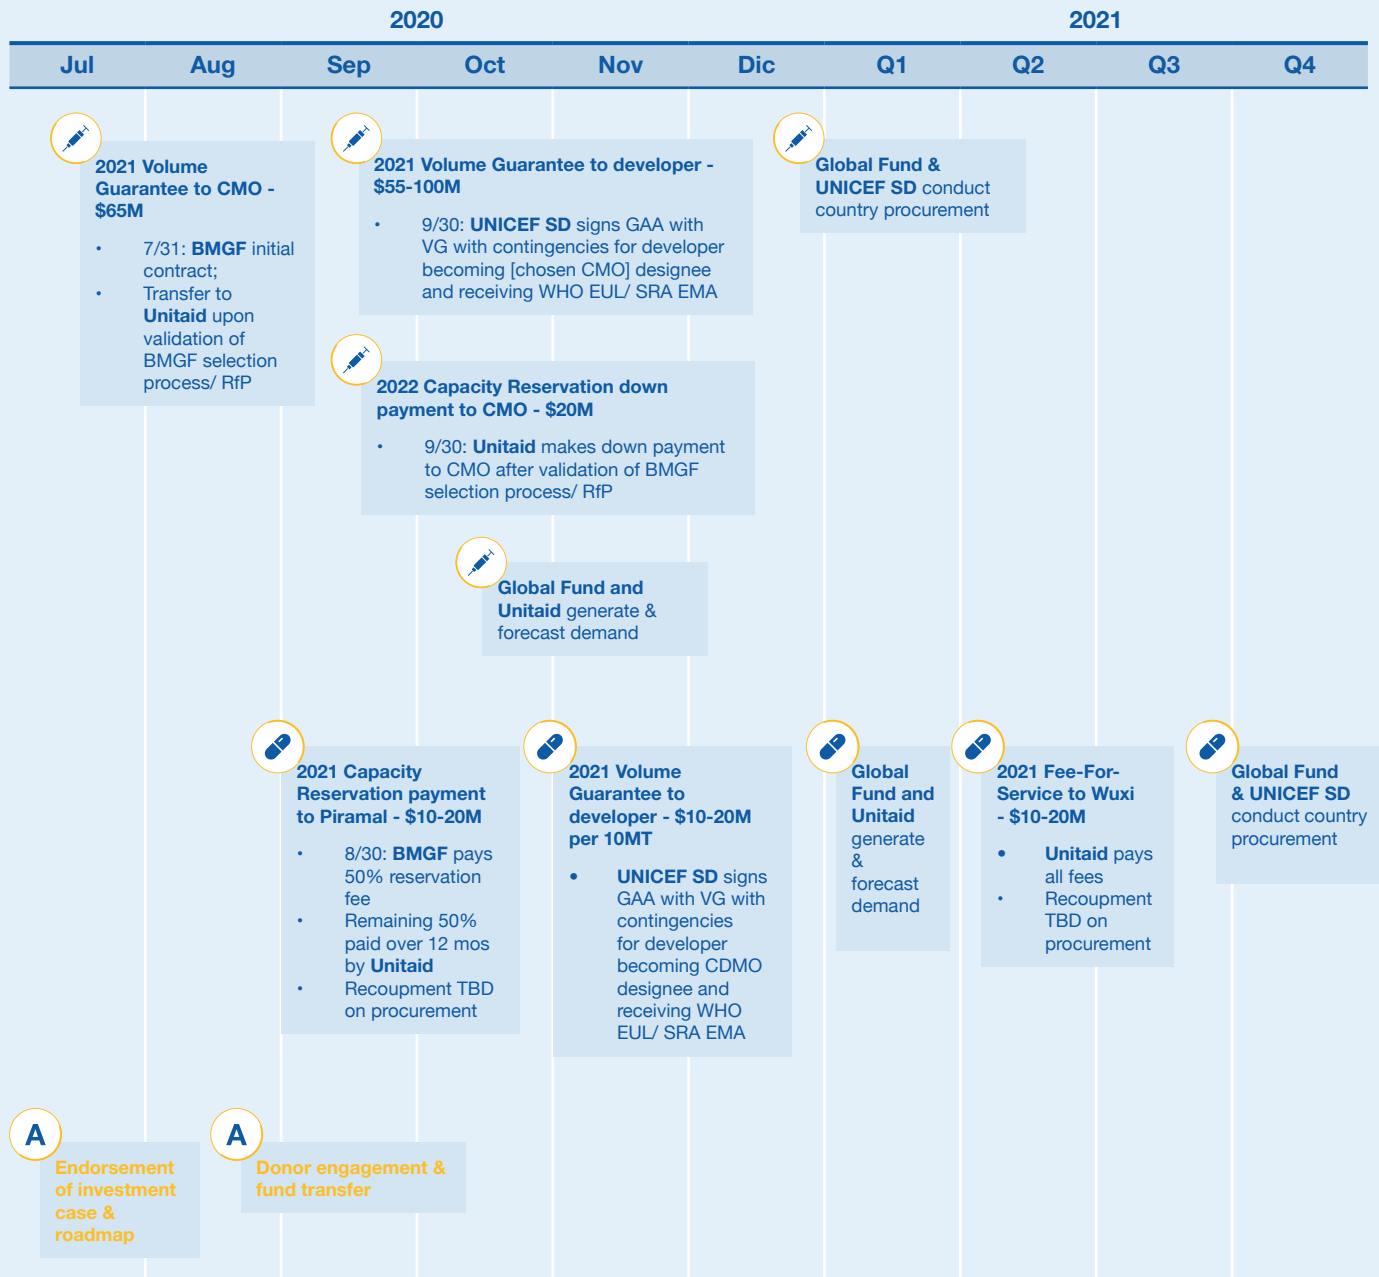 2020
2021
Jul
Aug
Sep
Oct
Nov
Dic
Q1
Q2
Q3
Q4
2021 Volume
Guarantee to CMO -
$65M
• 7/31: BMGF initial
contract;
• Transfer to
Unitaid upon
validation of
BMGF selection
process/ RfP
2021 Volume Guarantee to developer -
$55-100M
• 9/30: UNICEF SD signs GAA with
VG with contingencies for developer
becoming [chosen CMO] designee
and receiving WHO EUL/ SRA EMA
Global Fund &
UNICEF SD conduct
country procurement
2022 Capacity Reservation down
payment to CMO - $20M
• 9/30: Unitaid makes down payment
to CMO after validation of BMGF
selection process/ RfP
Global Fund and
Unitaid generate &
forecast demand
2021 Capacity
Reservation payment
to Piramal - $10-20M
• 8/30: BMGF pays
50% reservation
fee
• Remaining 50%
paid over 12 mos
by Unitaid
• Recoupment TBD
on procurement
2021 Volume
Guarantee to
developer - $10-20M
per 10MT
• UNICEF SD signs
GAA with VG with
contingencies
for developer
becoming CDMO
designee and
receiving WHO
EUL/ SRA EMA
Global
Fund and
Unitaid
generate
&
forecast
demand
2021 Fee-For-
Service to Wuxi
- $10-20M
• Unitaid pays
all fees
• Recoupment
TBD on
procurement
Global Fund
& UNICEF SD
conduct country
procurement
A
Endorsement
of investment
case &
roadmap
A
Donor engagement &
fund transfer